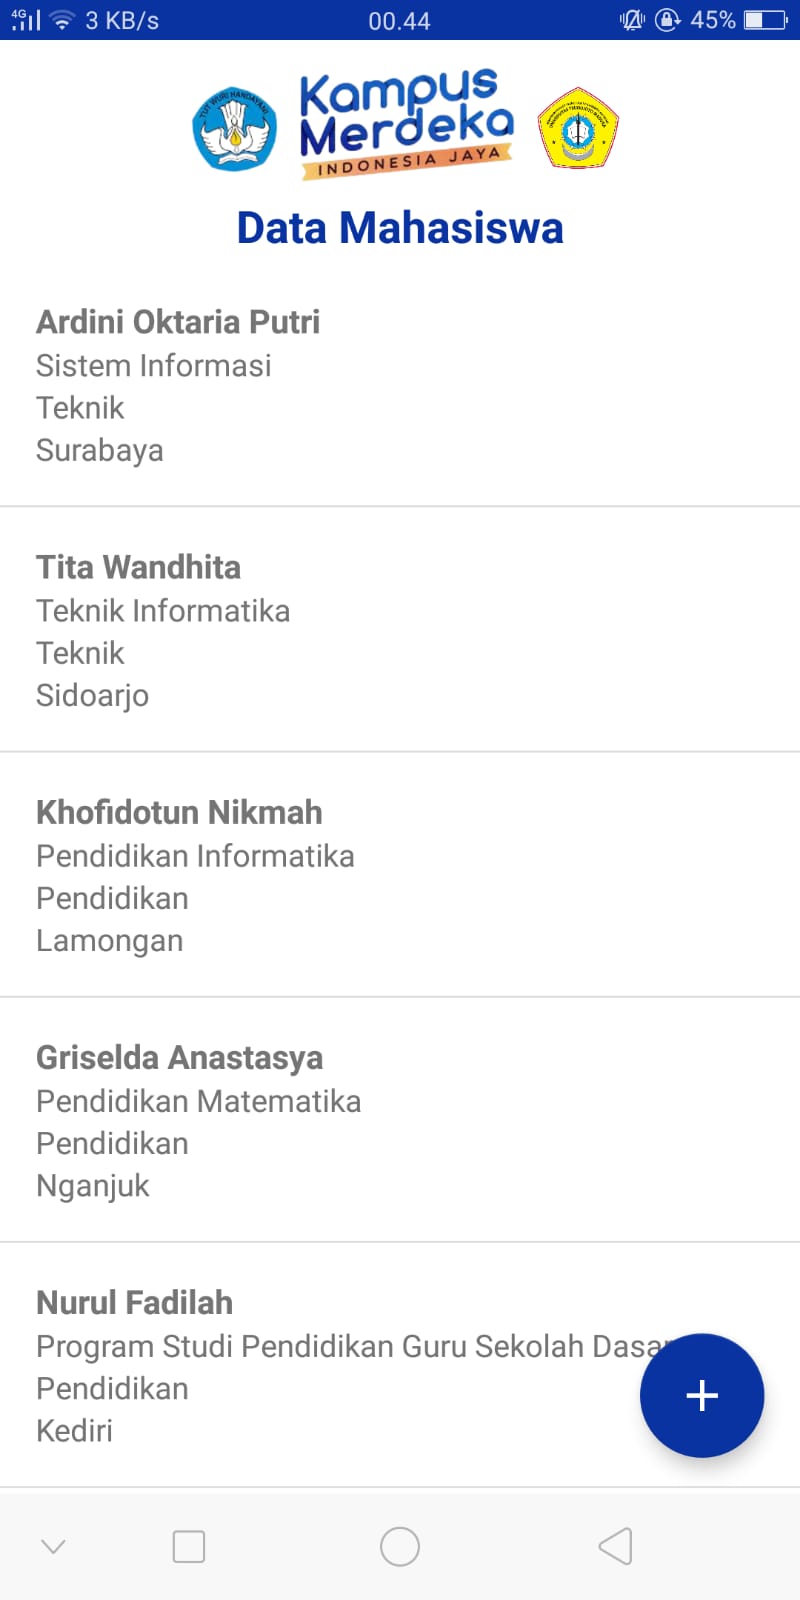 4G 3 KB/s 00.44 45%
TUT WURI HANDAYANI
Kampus
Merdeka
INDONESIA JAYA
Data Mahasiswa
Ardini Oktaria Putri
Sistem Informasi
Teknik
Surabaya
Tita Wandhita
Teknik Informatika
Teknik
Sidoarjo
Khofidotun Nikmah
Pendidikan Informatika
Pendidikan
Lamongan
Griselda Anastasya
Pendidikan Matematika
Pendidikan
Nganjuk
Nurul Fadilah
Program Studi Pendidikan Guru Sekolah Dasar
Pendidikan
Kediri
+